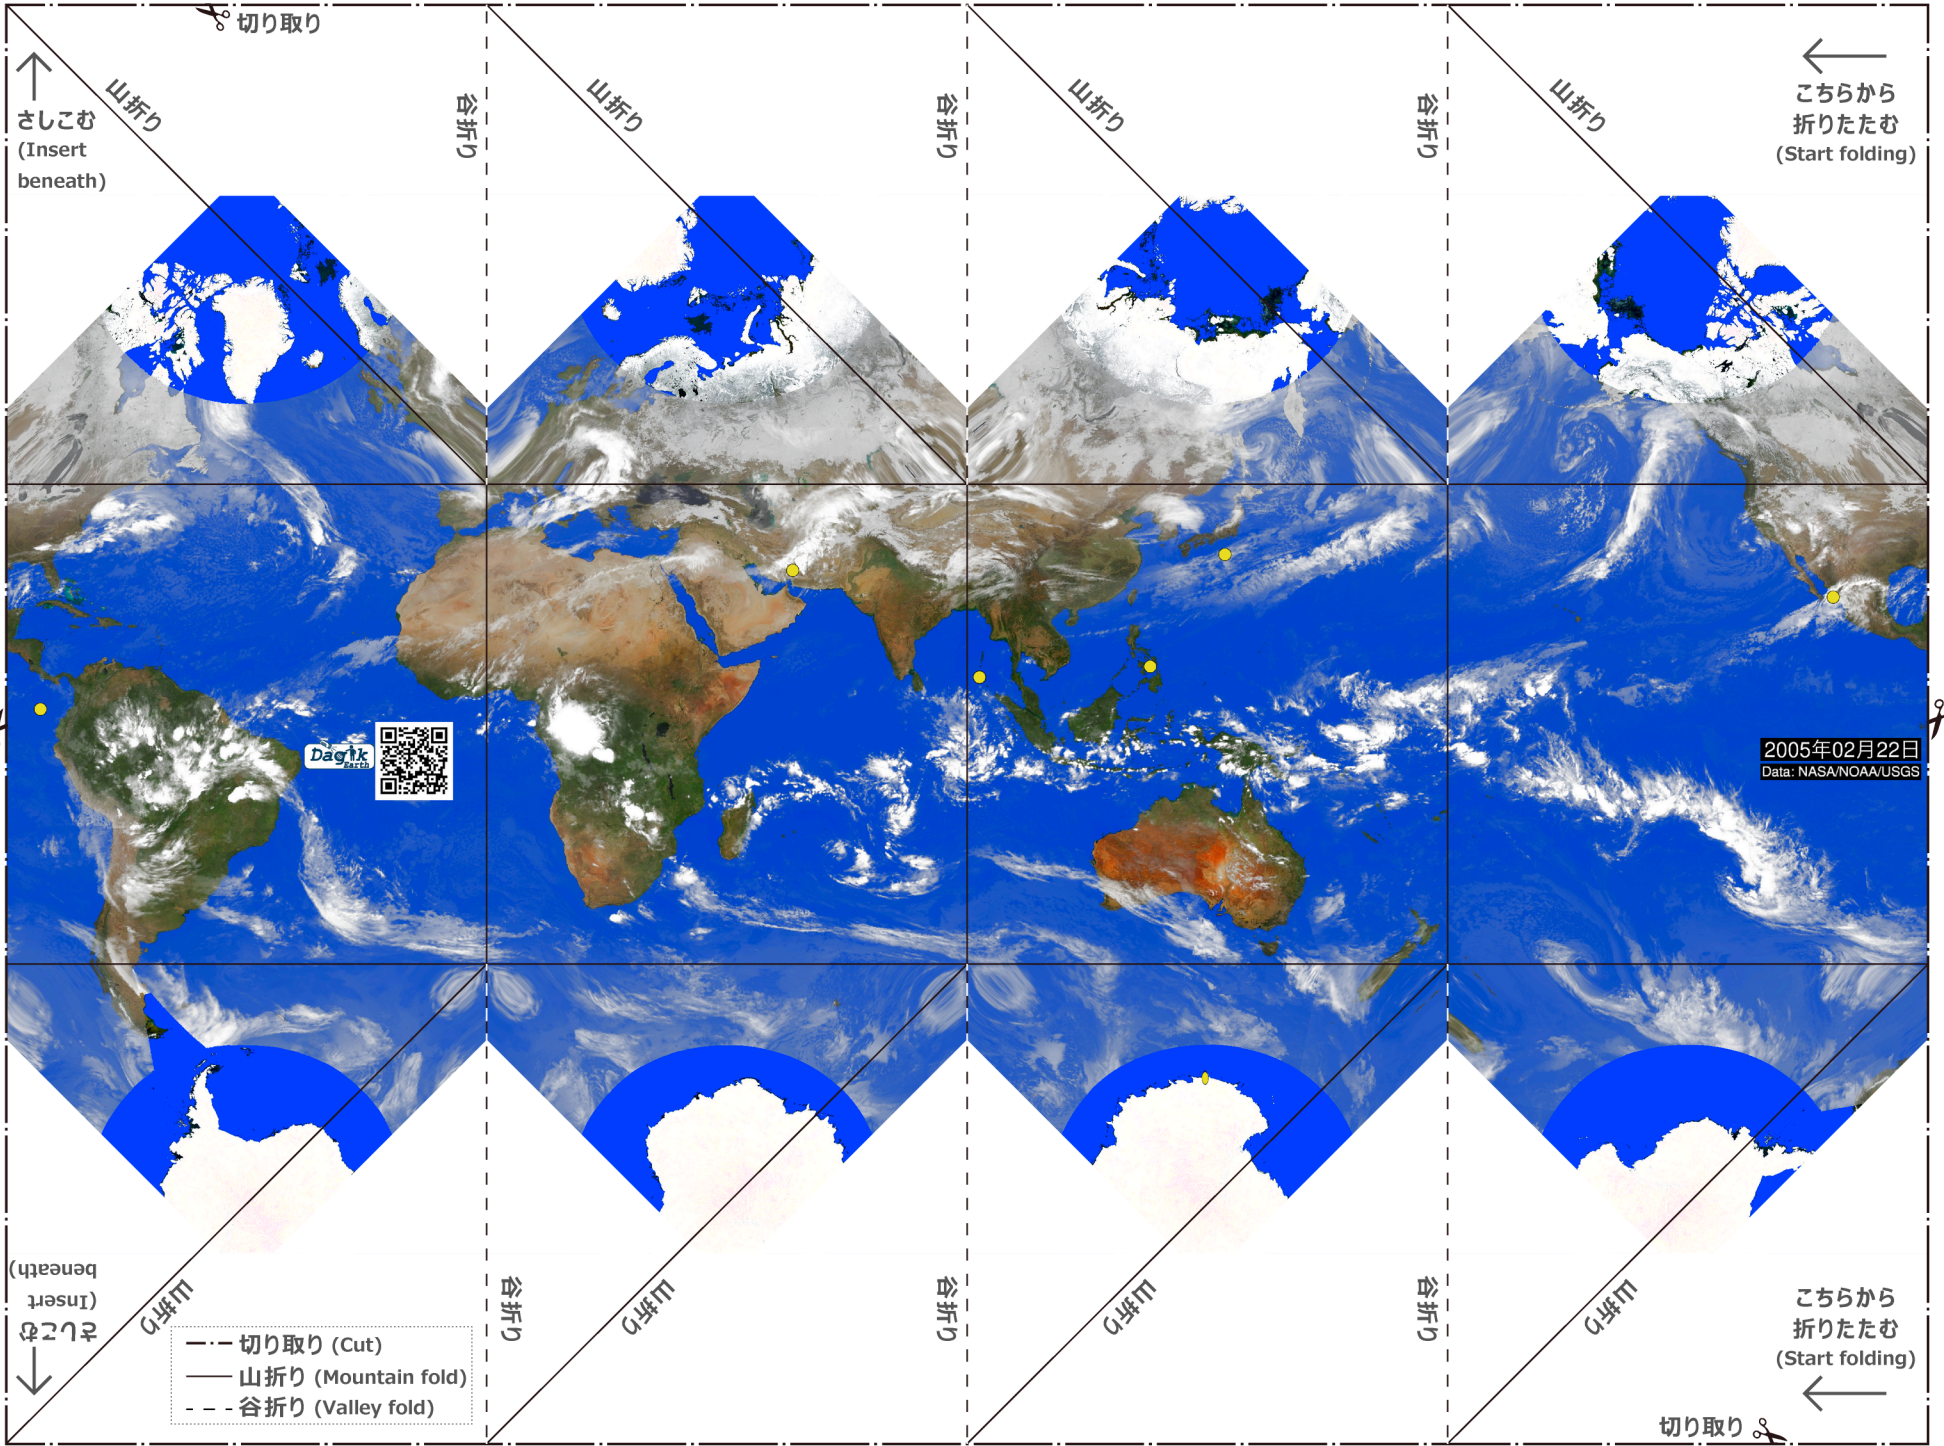 切り取り
さしこむ
(Insert
beneath)
山折り
谷折り
山折り
谷折り
山折り
谷折り
山折り
こちらから
折りたたむ
(Start folding)
Dagik
Earth
2005年02月22日
Data: NASA/NOAA/USGS
さしこむ
(Insert
beneath)
山折り
谷折り
山折り
谷折り
山折り
谷折り
山折り
こちらから
折りたたむ
(Start folding)
切り取り (Cut)
山折り (Mountain fold)
谷折り (Valley fold)
切り取り